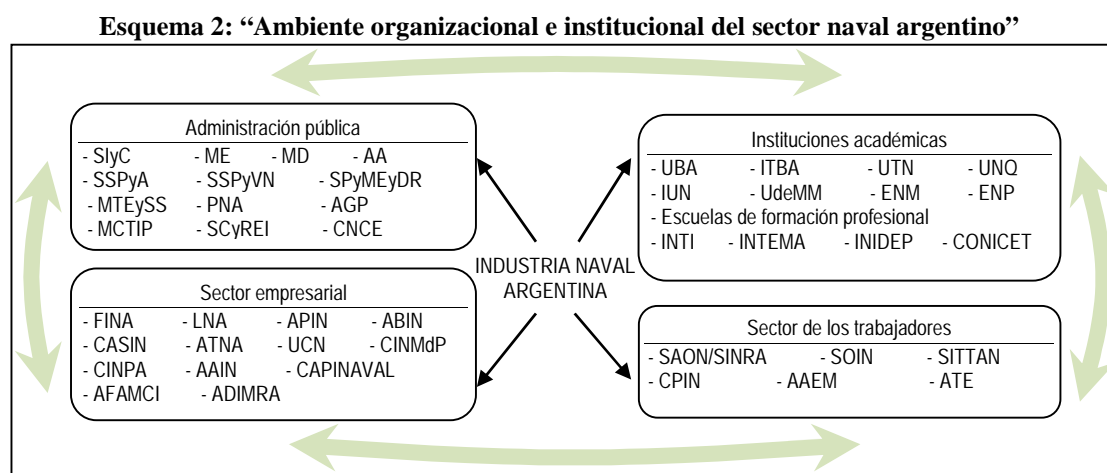 Esquema 2: “Ambiente organizacional e institucional del sector naval argentino”
Administración pública
- SIyC - ME - MD - AA
- SSPyA - SSPyVN - SPyMEyDR
- MTEySS - PNA - AGP
- MCTIP - SCyREI - CNCE
Instituciones académicas
- UBA - ITBA - UTN - UNQ
- IUN - UdeMM - ENM - ENP
- Escuelas de formación profesional
- INTI - INTEMA - INIDEP - CONICET
INDUSTRIA NAVAL
ARGENTINA
Sector empresarial
- FINA - LNA - APIN - ABIN
- CASIN - ATNA - UCN - CINMdP
- CINPA - AAIN - CAPINAVAL
- AFAMCI - ADIMRA
Sector de los trabajadores
- SAON/SINRA - SOIN - SITTAN
- CPIN - AAEM - ATE